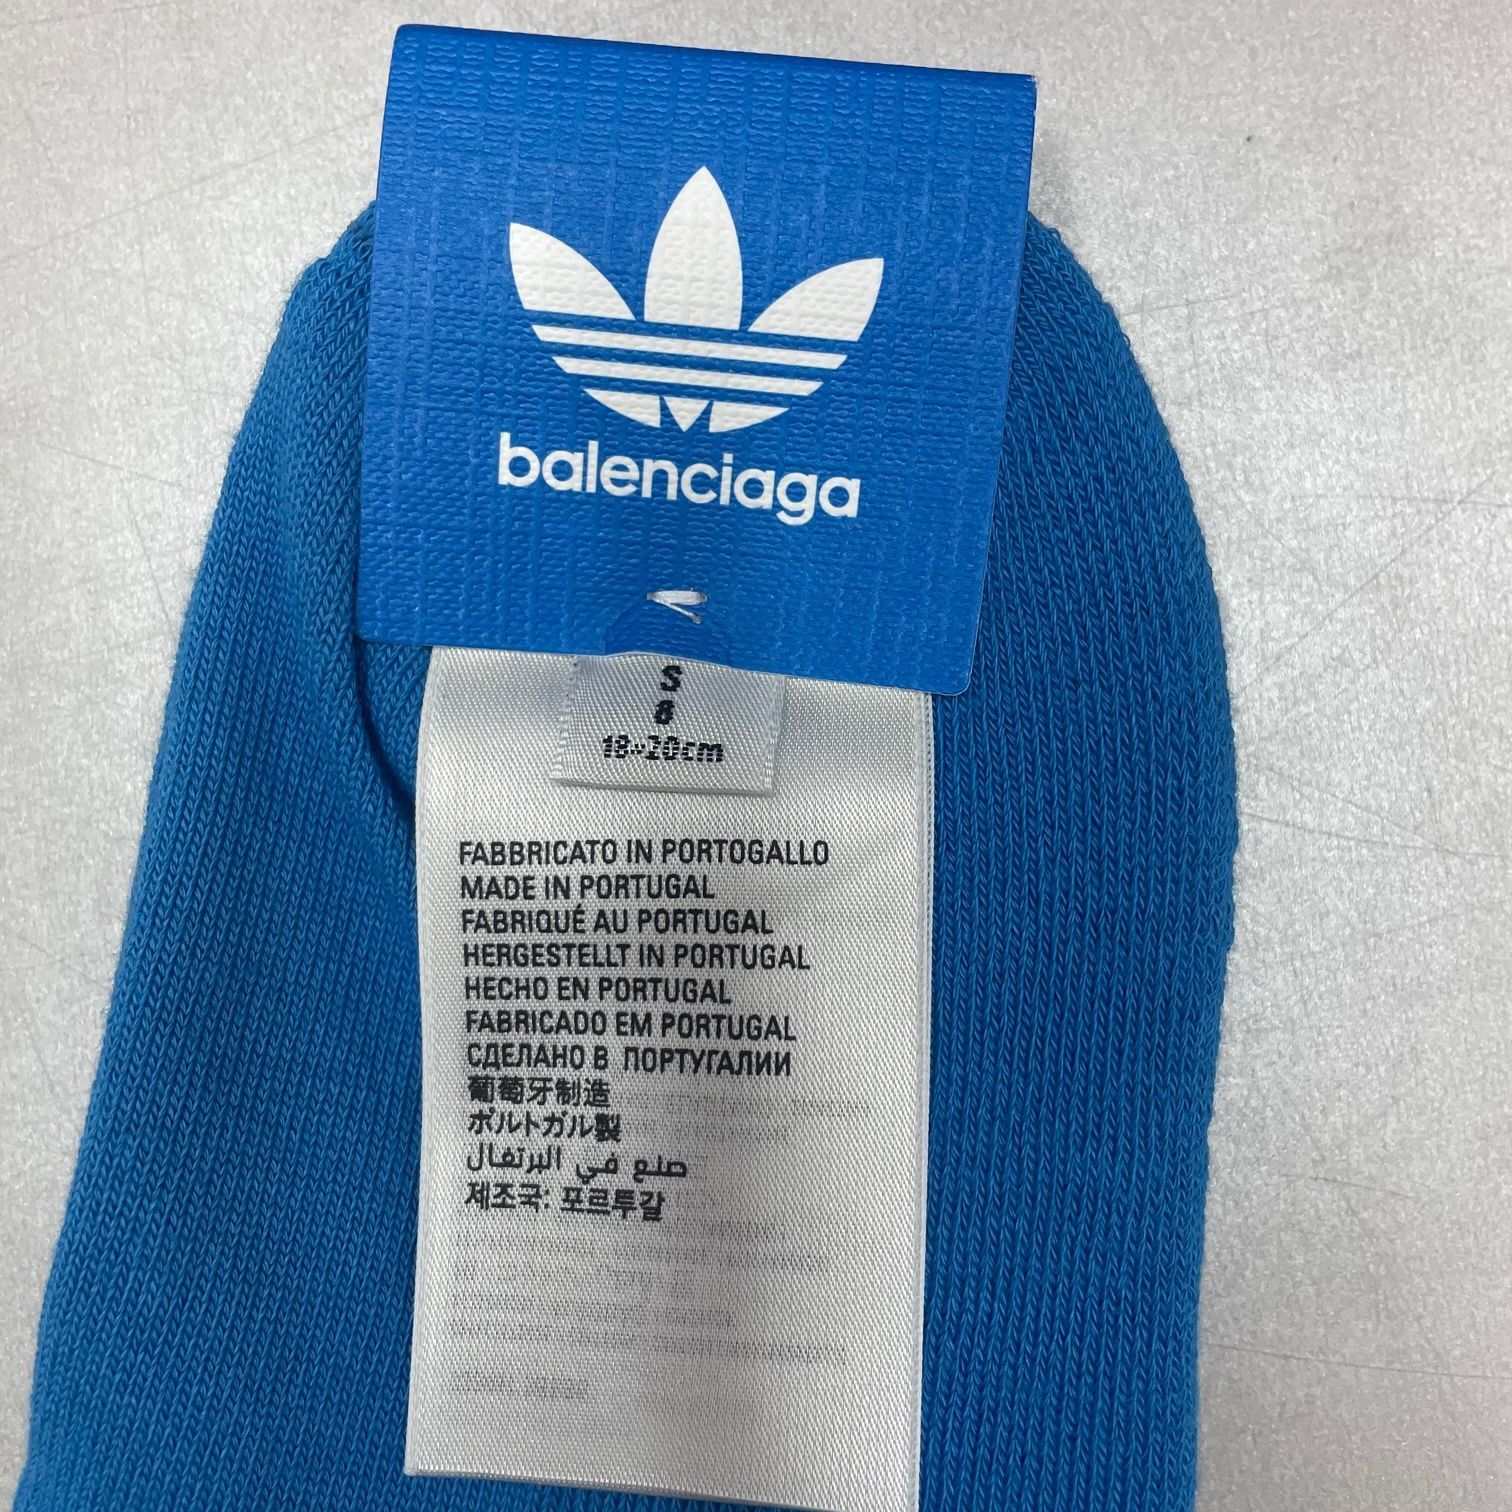 balenciaga
S
8
18-20cm
FABBRICATO IN PORTOGALLO
MADE IN PORTUGAL
FABRIQUÉ AU PORTUGAL
HERGESTELLT IN PORTUGAL
HECHO EN PORTUGAL
FABRICADO EM PORTUGAL
СДЕЛАНО В ПОРТУГАЛИИ
葡萄牙制造
ポルトガル製
صنع في البرتغال
제조국: 포르투갈